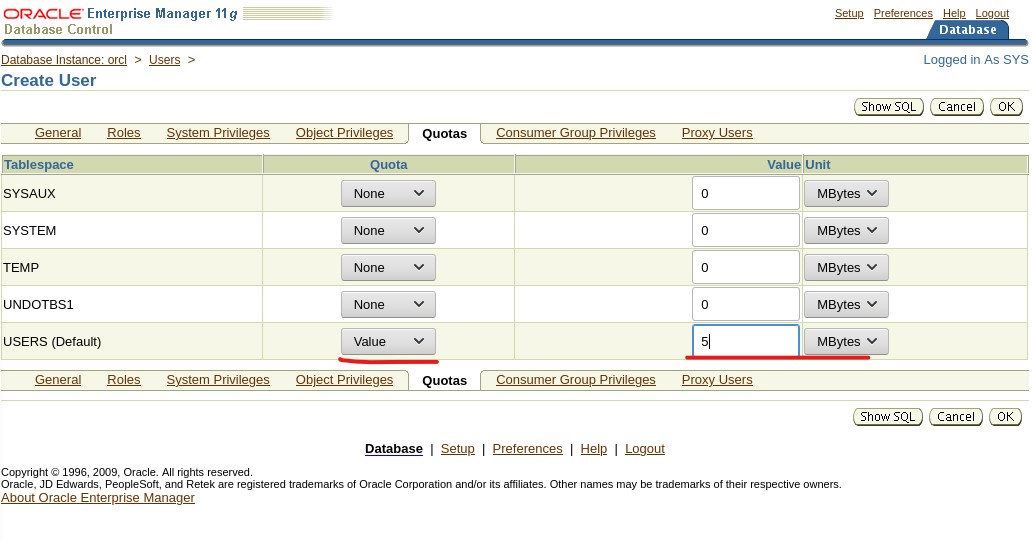 ORACLE Enterprise Manager 11g
Database Control
Setup Preferences Help Logout
Database
Database Instance: orcl > Users >
Logged in As SYS
Create User
Show SQL Cancel OK
General Roles System Privileges Object Privileges Quotas Consumer Group Privileges Proxy Users
Tablespace Quota Value Unit
SYSAUX None 0 MBytes
SYSTEM None 0 MBytes
TEMP None 0 MBytes
UNDOTBS1 None 0 MBytes
USERS (Default) Value 5 MBytes
General Roles System Privileges Object Privileges Quotas Consumer Group Privileges Proxy Users
Show SQL Cancel OK
Database | Setup | Preferences | Help | Logout
Copyright © 1996, 2009, Oracle. All rights reserved.
Oracle, JD Edwards, PeopleSoft, and Retek are registered trademarks of Oracle Corporation and/or its affiliates. Other names may be trademarks of their respective owners.
About Oracle Enterprise Manager